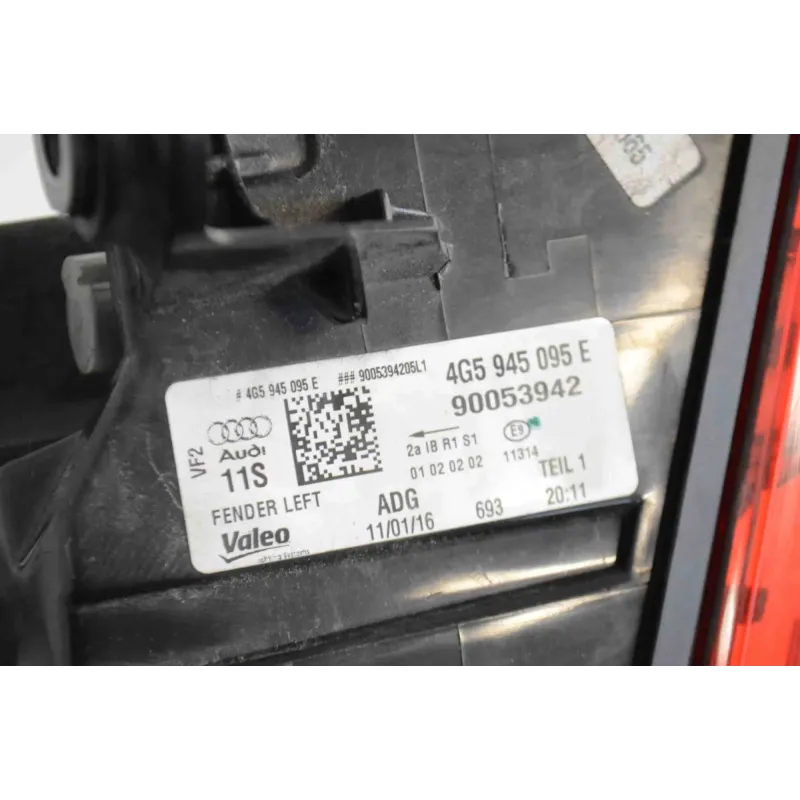 065
# 4G5 945 095 E ### 9005394205L1 4G5 945 095 E
90053942
VF2
Audi
11S
2a IB R1 S1
01 02 02 02
11314
TEIL 1
FENDER LEFT
ADG
Valeo
11/01/16
693
20:11